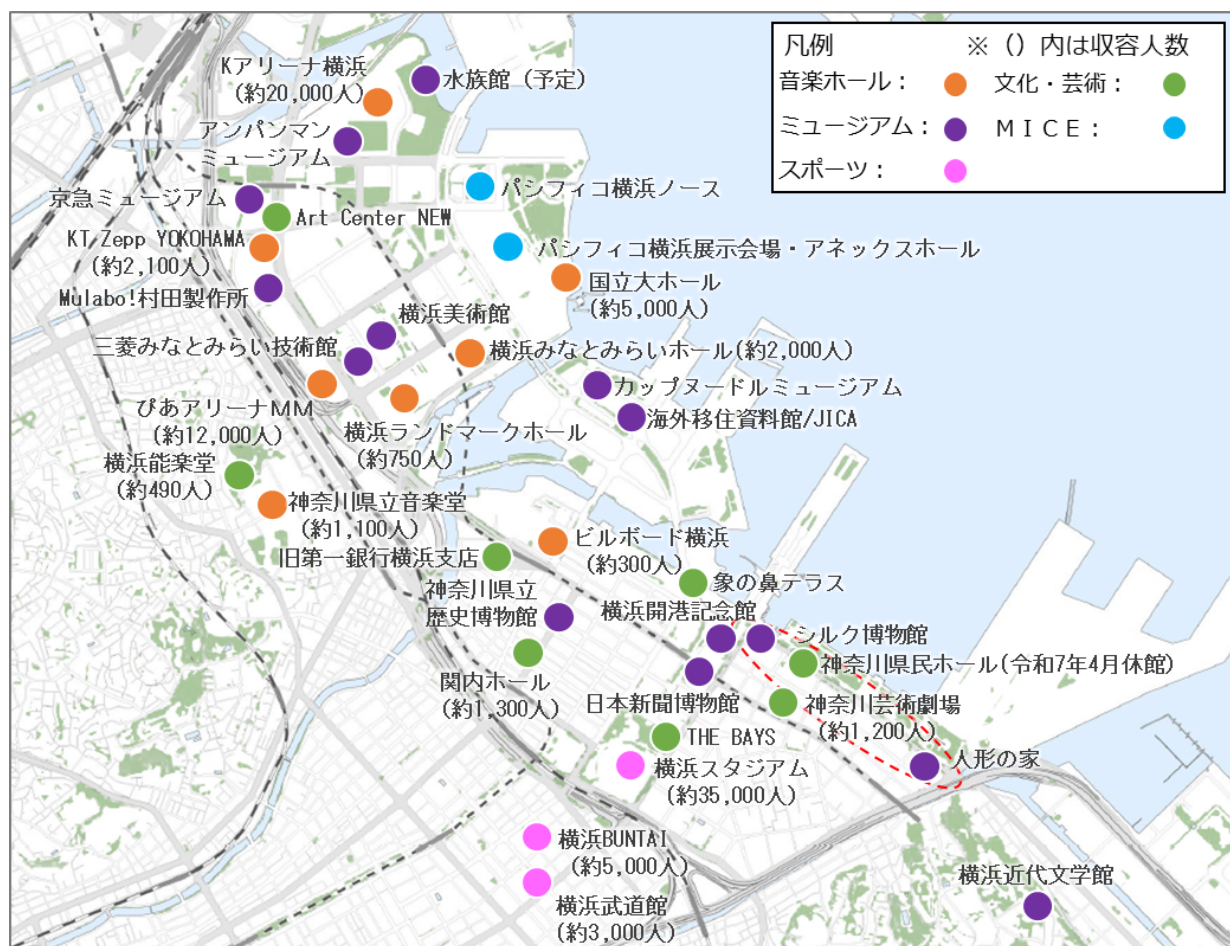 凡例 ※（）内は収容人数
音楽ホール： 文化・芸術：
ミュージアム： ＭＩＣＥ：
スポーツ：
Kアリーナ横浜
(約20,000人)
水族館（予定）
アンパンマン
ミュージアム
京急ミュージアム
パシフィコ横浜ノース
Art Center NEW
KT Zepp YOKOHAMA
(約2,100人)
パシフィコ横浜展示会場・アネックスホール
国立大ホール
(約5,000人)
Mulabo!村田製作所
横浜美術館
三菱みなとみらい技術館
横浜みなとみらいホール(約2,000人)
カップヌードルミュージアム
ぴあアリーナＭＭ
(約12,000人)
横浜ランドマークホール
(約750人)
海外移住資料館/JICA
横浜能楽堂
(約490人)
神奈川県立音楽堂
(約1,100人)
ビルボード横浜
(約300人)
旧第一銀行横浜支店
象の鼻テラス
神奈川県立
歴史博物館
横浜開港記念館
シルク博物館
神奈川県民ホール(令和7年4月休館)
関内ホール
(約1,300人)
日本新聞博物館
神奈川芸術劇場
(約1,200人)
THE BAYS
横浜スタジアム
(約35,000人)
人形の家
横浜BUNTAI
(約5,000人)
横浜武道館
(約3,000人)
横浜近代文学館